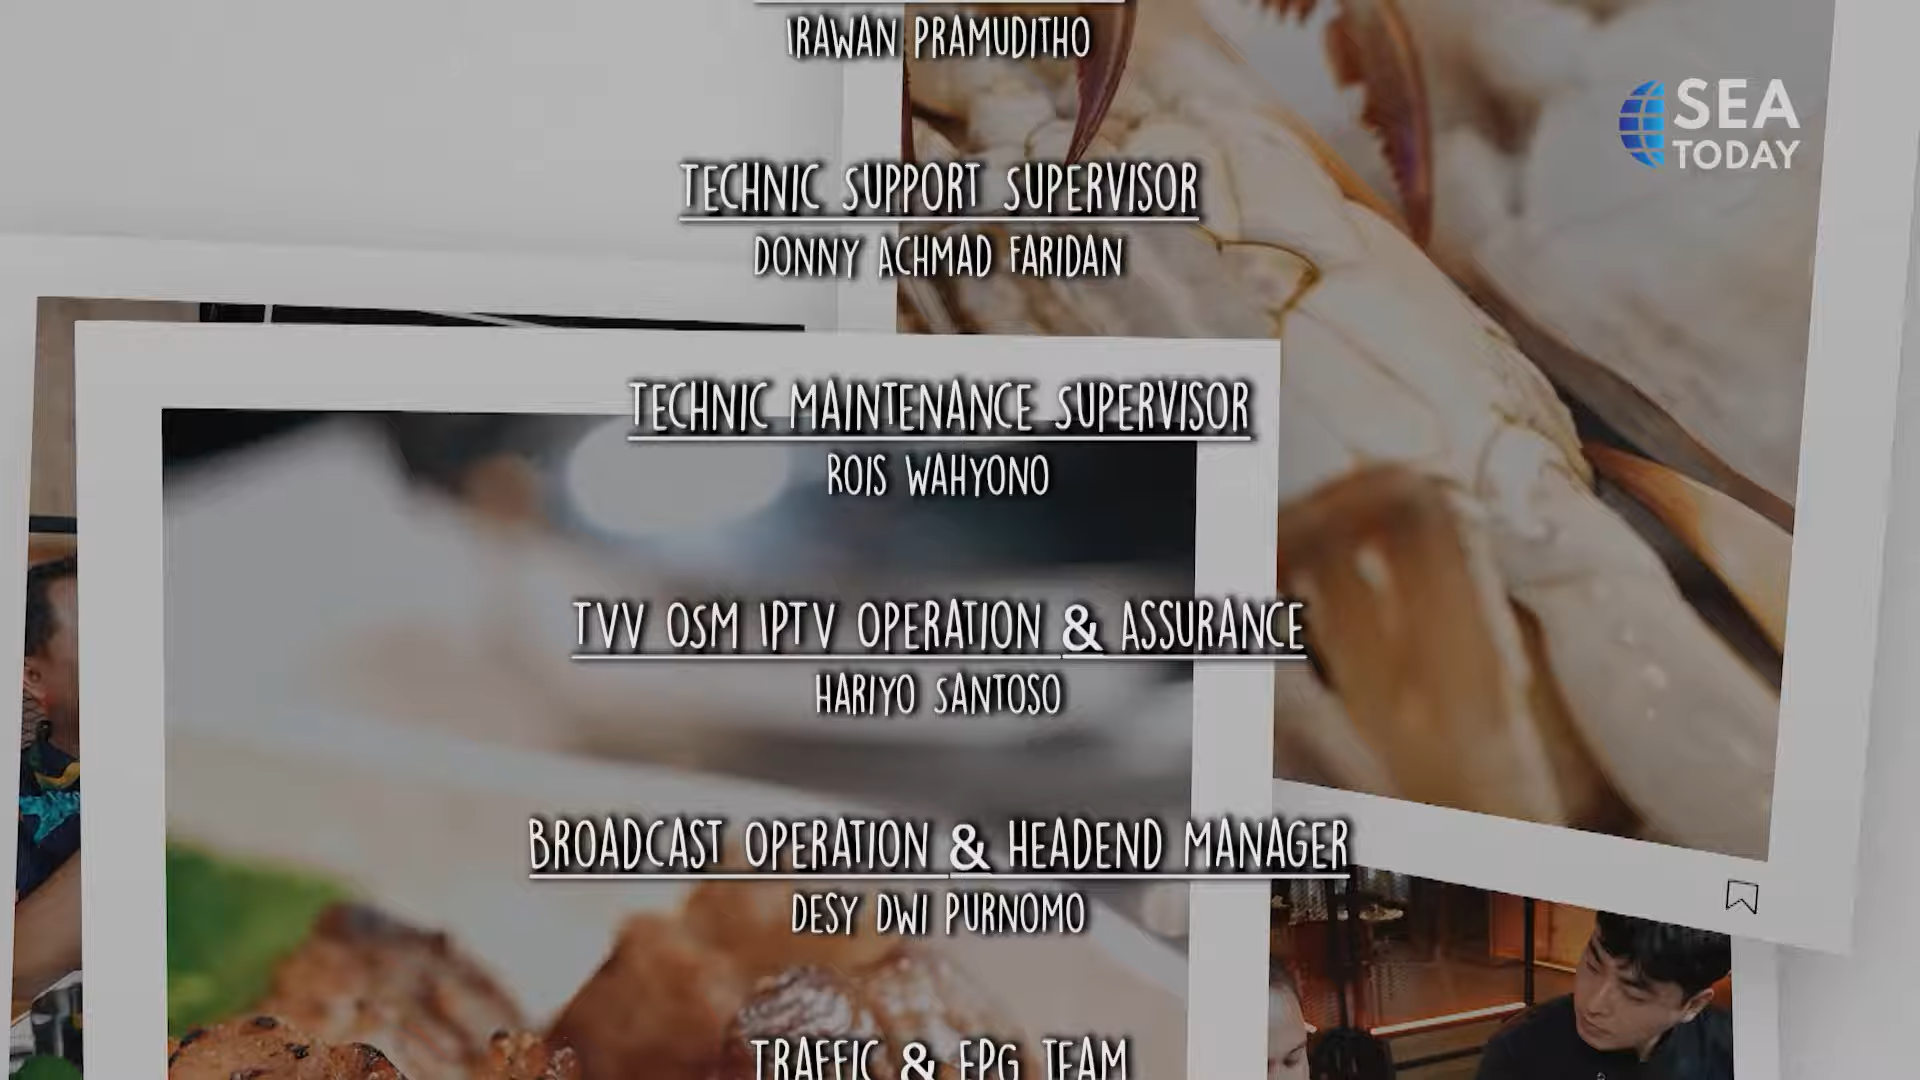 IRAWAN PRAMUDITHO
SEA
TODAY
TECHNIC SUPPORT SUPERVISOR
DONNY ACHMAD FARIDAN
TECHNIC MAINTENANCE SUPERVISOR
ROIS WAHYONO
TVV OSM IPTV OPERATION & ASSURANCE
HARIYO SANTOSO
BROADCAST OPERATION & HEADEND MANAGER
DESY DWI PURNOMO
TRAFFIC & EPG TEAM